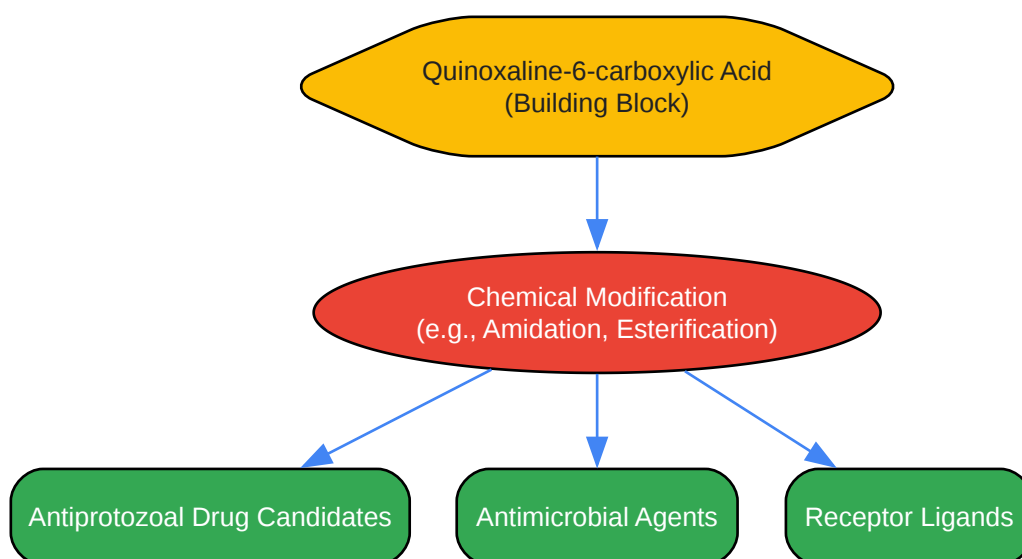 Quinoxaline-6-carboxylic Acid
(Building Block)
Chemical Modification
(e.g., Amidation, Esterification)
Antiprotozoal Drug Candidates
Antimicrobial Agents
Receptor Ligands